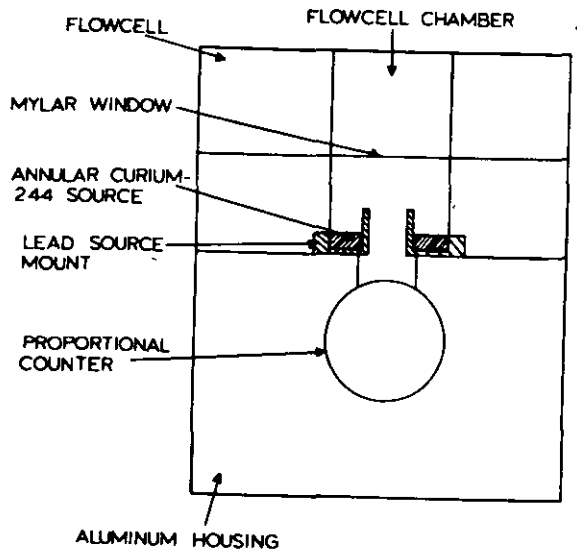 FLOWCELL
FLOWCELL CHAMBER
MYLAR WINDOW
ANNULAR CURIUM-
244 SOURCE
LEAD SOURCE
MOUNT
PROPORTIONAL
COUNTER
ALUMINUM HOUSING